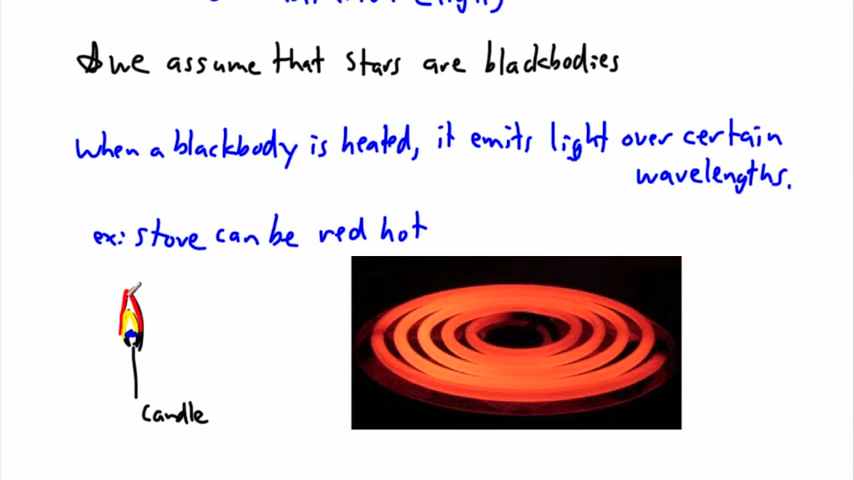 we assume that stars are blackbodies
When a blackbody is heated, it emits light over certain
wavelengths.
ex: stove can be red hot
Candle